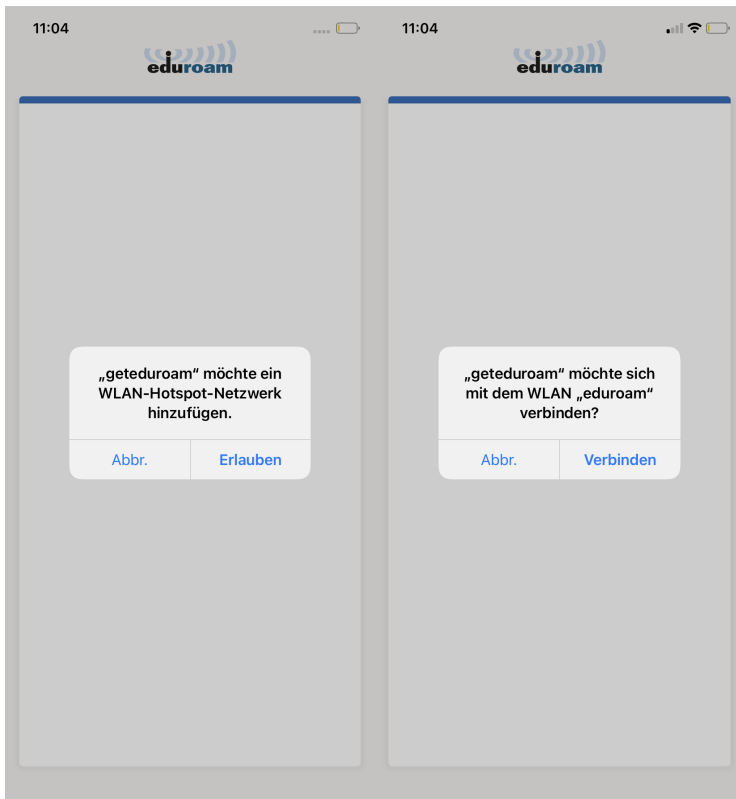 11:04
eduroam
„geteduroam“ möchte ein
WLAN-Hotspot-Netzwerk
hinzufügen.
Abbr.
Erlauben
11:04
eduroam
„geteduroam“ möchte sich
mit dem WLAN „eduroam“
verbinden?
Abbr.
Verbinden